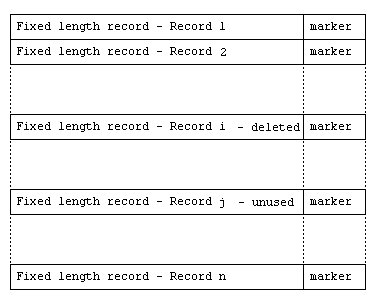 Fixed length record - Record 1 marker
Fixed length record - Record 2 marker
Fixed length record - Record i - deleted marker
Fixed length record - Record j - unused marker
Fixed length record - Record n marker